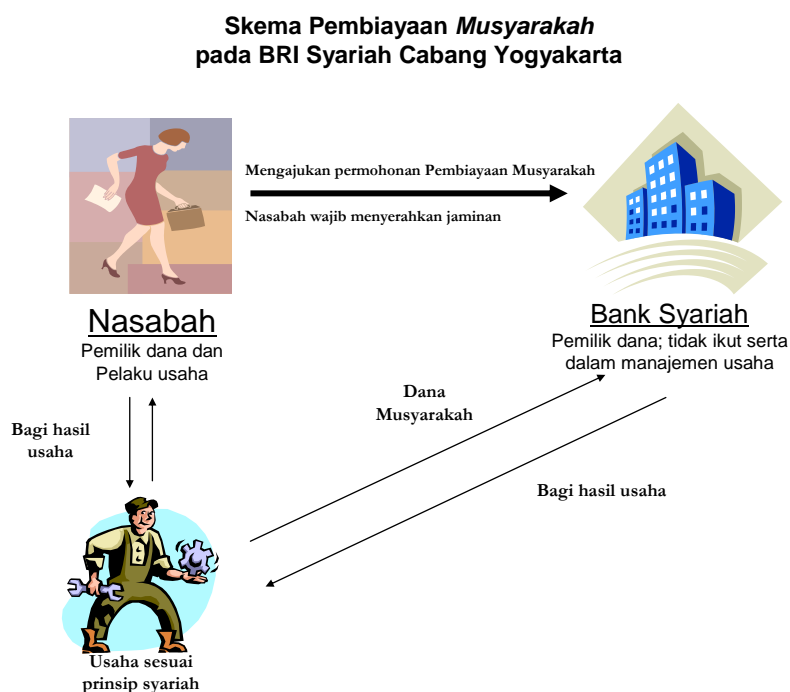 Skema Pembiayaan Musyarakah
pada BRI Syariah Cabang Yogyakarta
Mengajukan permohonan Pembiayaan Musyarakah
Nasabah wajib menyerahkan jaminan
Nasabah
Pemilik dana dan
Pelaku usaha
Bank Syariah
Pemilik dana; tidak ikut serta
dalam manajemen usaha
Dana
Musyarakah
Bagi hasil
usaha
Bagi hasil usaha
Usaha sesuai
prinsip syariah